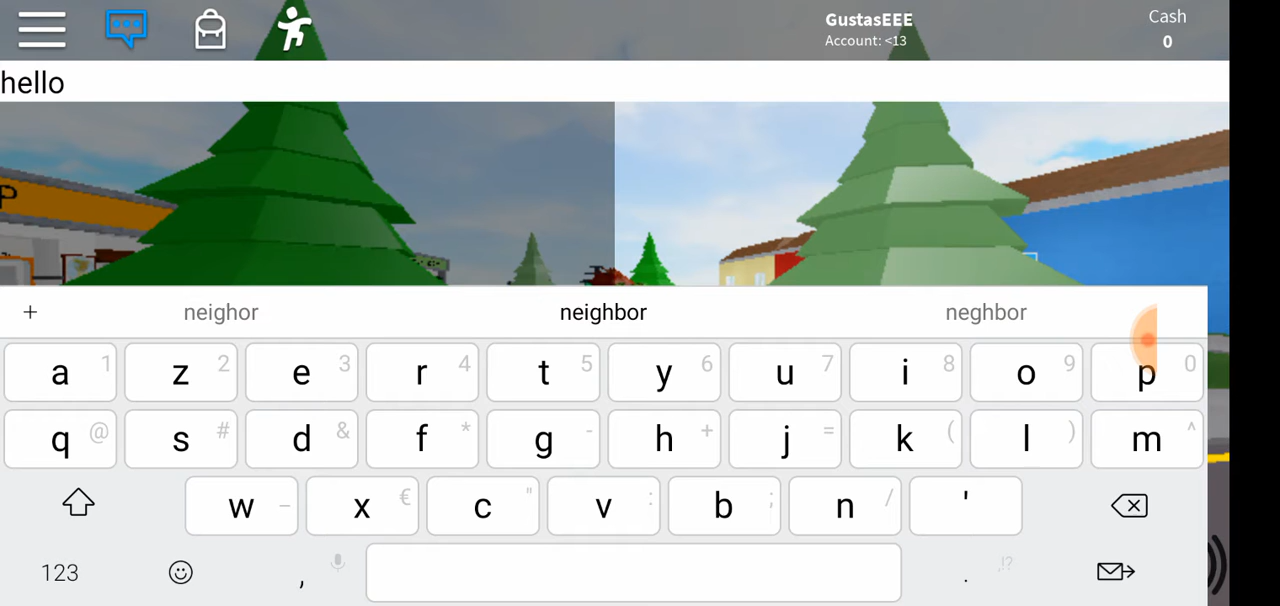 GustasEEE
Account: <13
Cash
0
hello
P
neighor
neighbor
neghbor
a 1 z 2 e 3 r 4 t 5 y 6 u 7 i 8 o 9 p 0
q @ s # d & f * g - h + j = k ( l ) m ^
w _ x € c " v : b ; n / '
123 , . ,!?